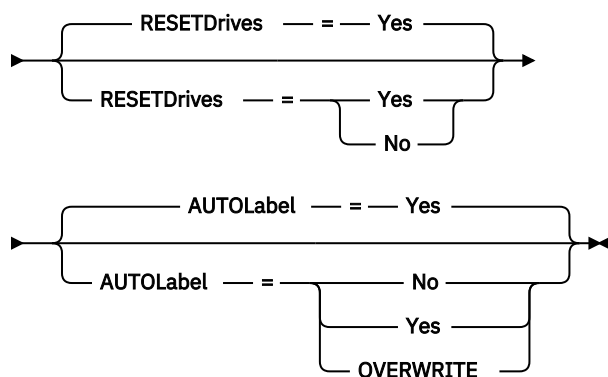 RESETDrives = Yes
RESETDrives = Yes
No
AUTOLabel = Yes
AUTOLabel = No
Yes
OVERWRITE